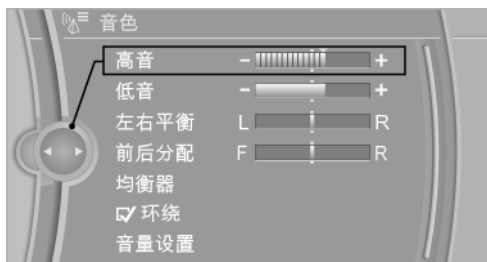 音色
高音 - +
低音 - +
左右平衡 L R
前后分配 F R
均衡器
环绕
音量设置